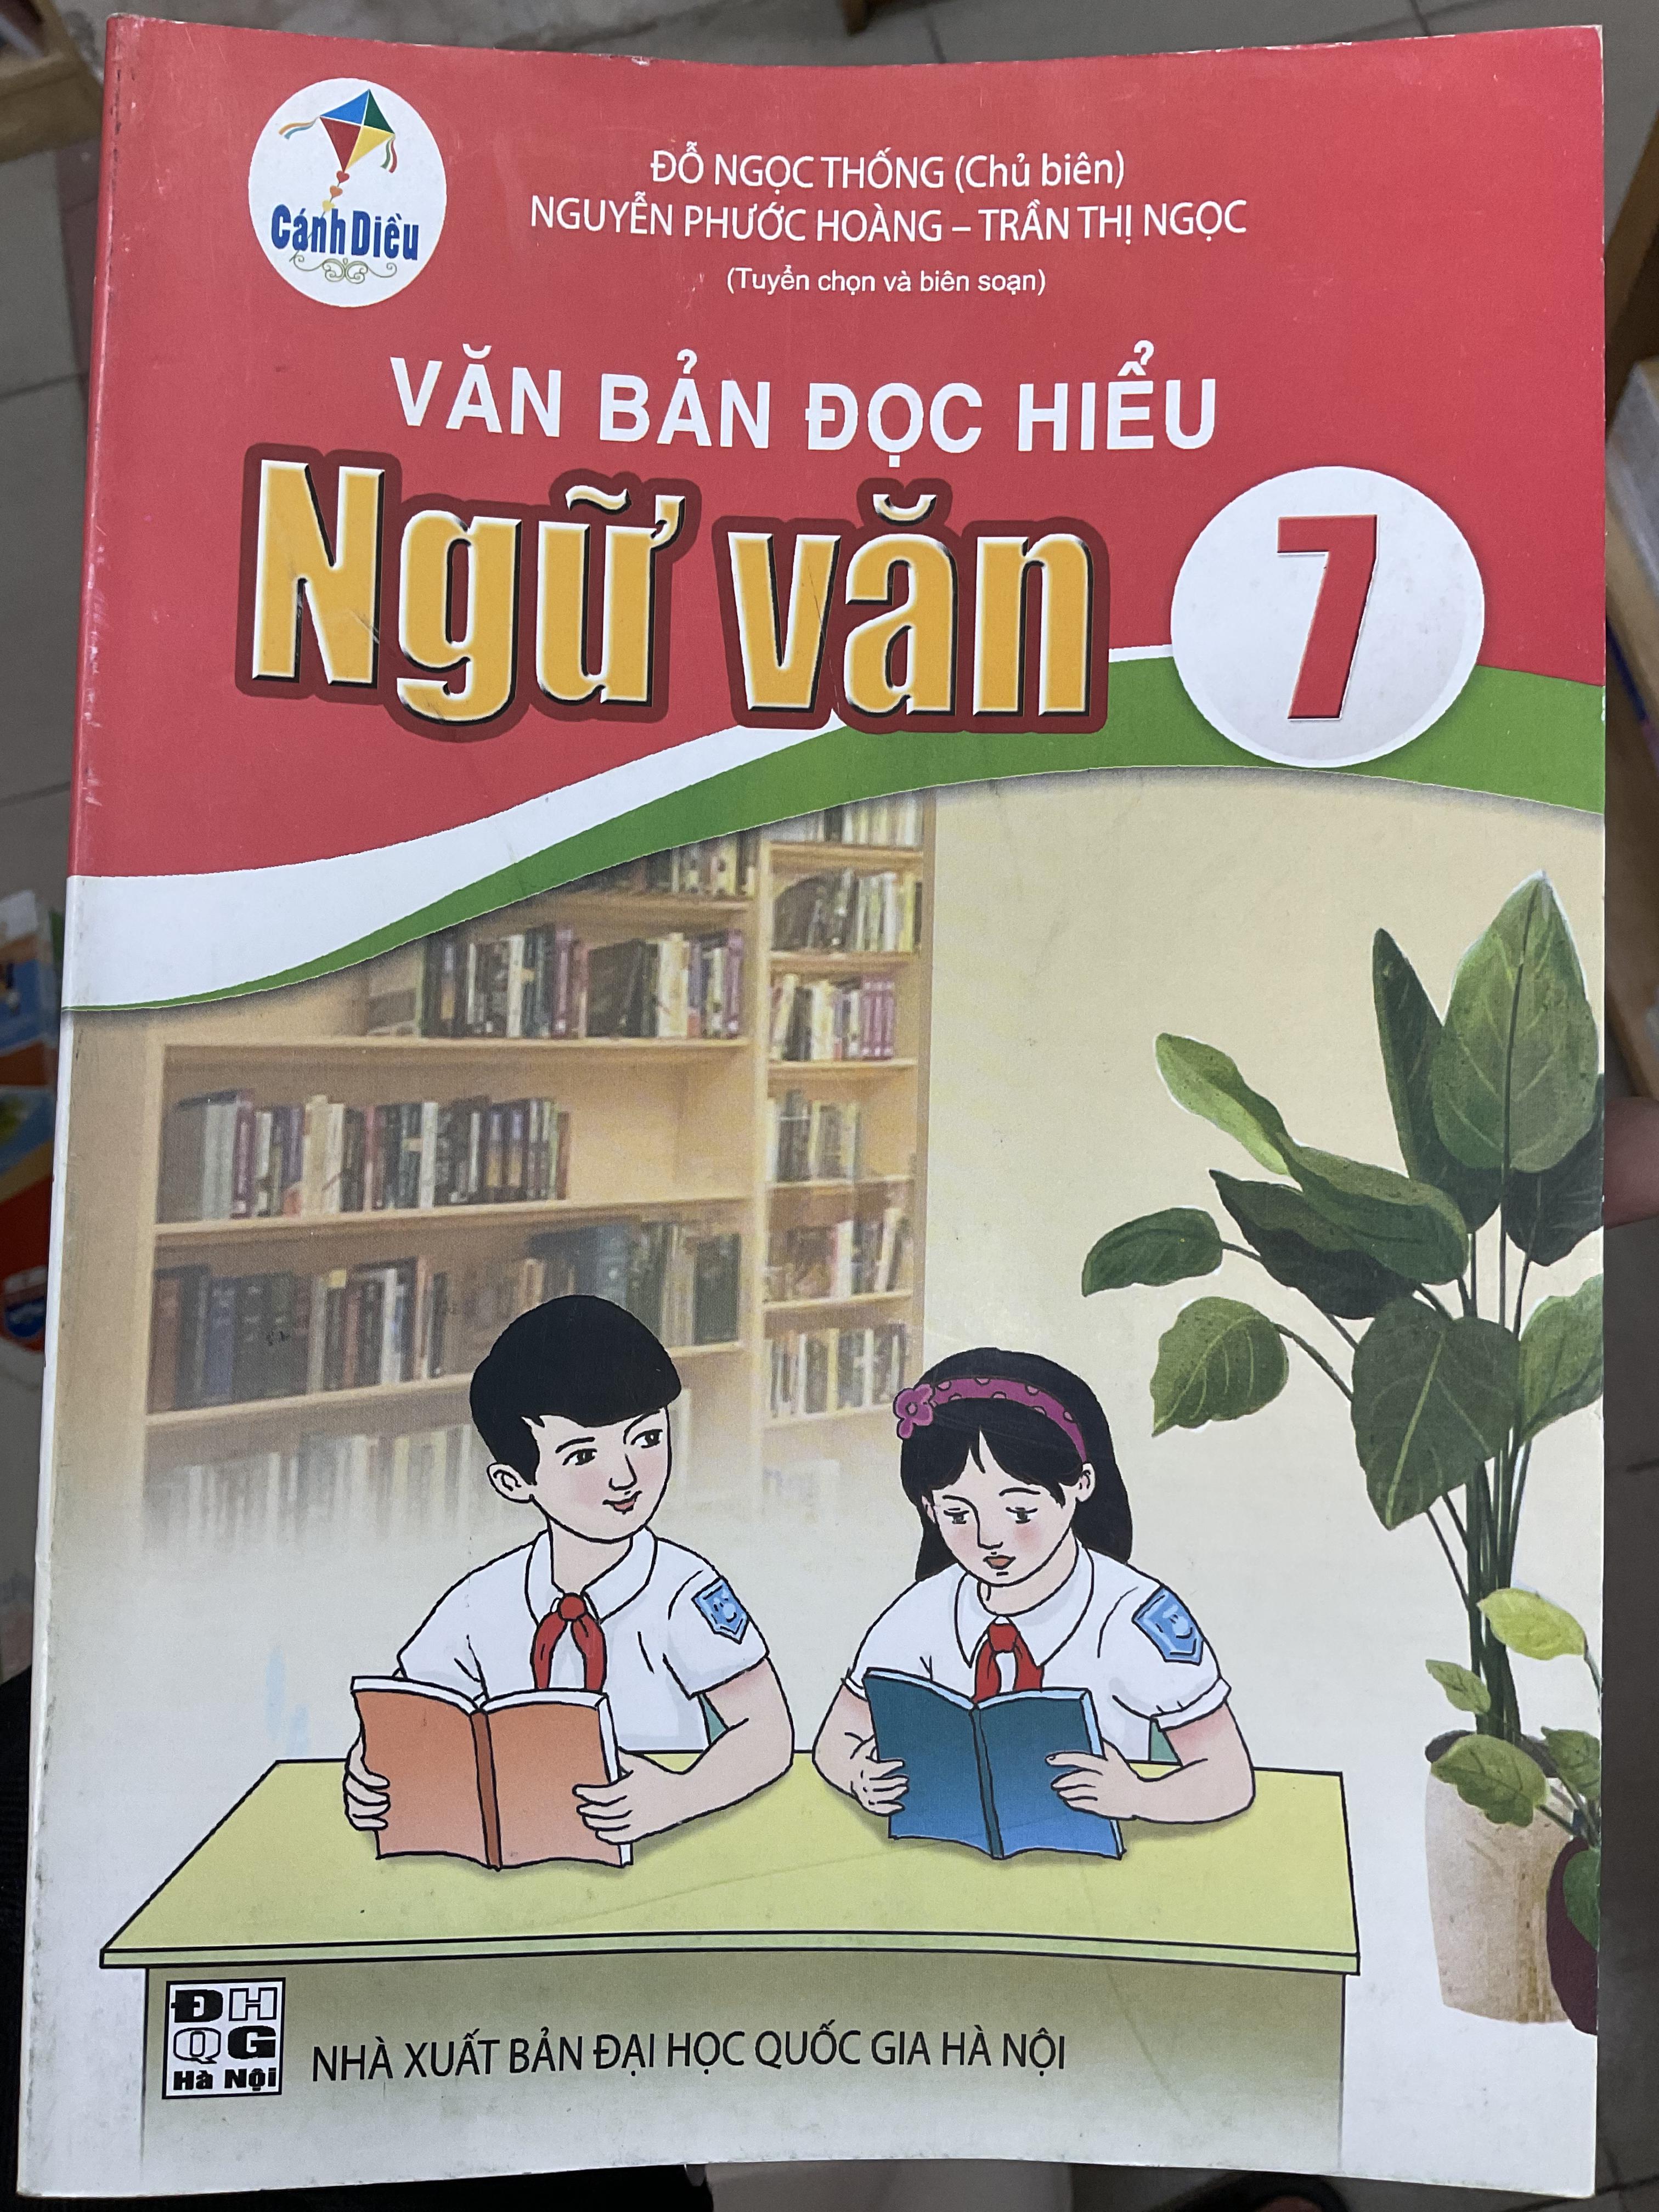 Cánh Diều
ĐỖ NGỌC THỐNG (Chủ biên)
NGUYỄN PHƯỚC HOÀNG – TRẦN THỊ NGỌC
(Tuyển chọn và biên soạn)
VĂN BẢN ĐỌC HIỂU
Ngữ văn 7
ĐH
QG
Hà Nội
NHÀ XUẤT BẢN ĐẠI HỌC QUỐC GIA HÀ NỘI